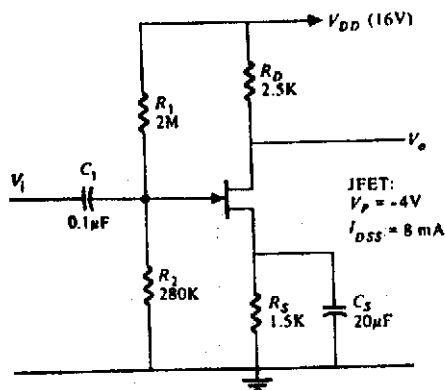 V_DD (16V)
R_D
2.5K
R_1
2M
V_o
C_1
V_i
0.1μF
JFET:
V_P = -4V
I_DSS = 8 mA
R_2
280K
R_S
1.5K
C_S
20μF